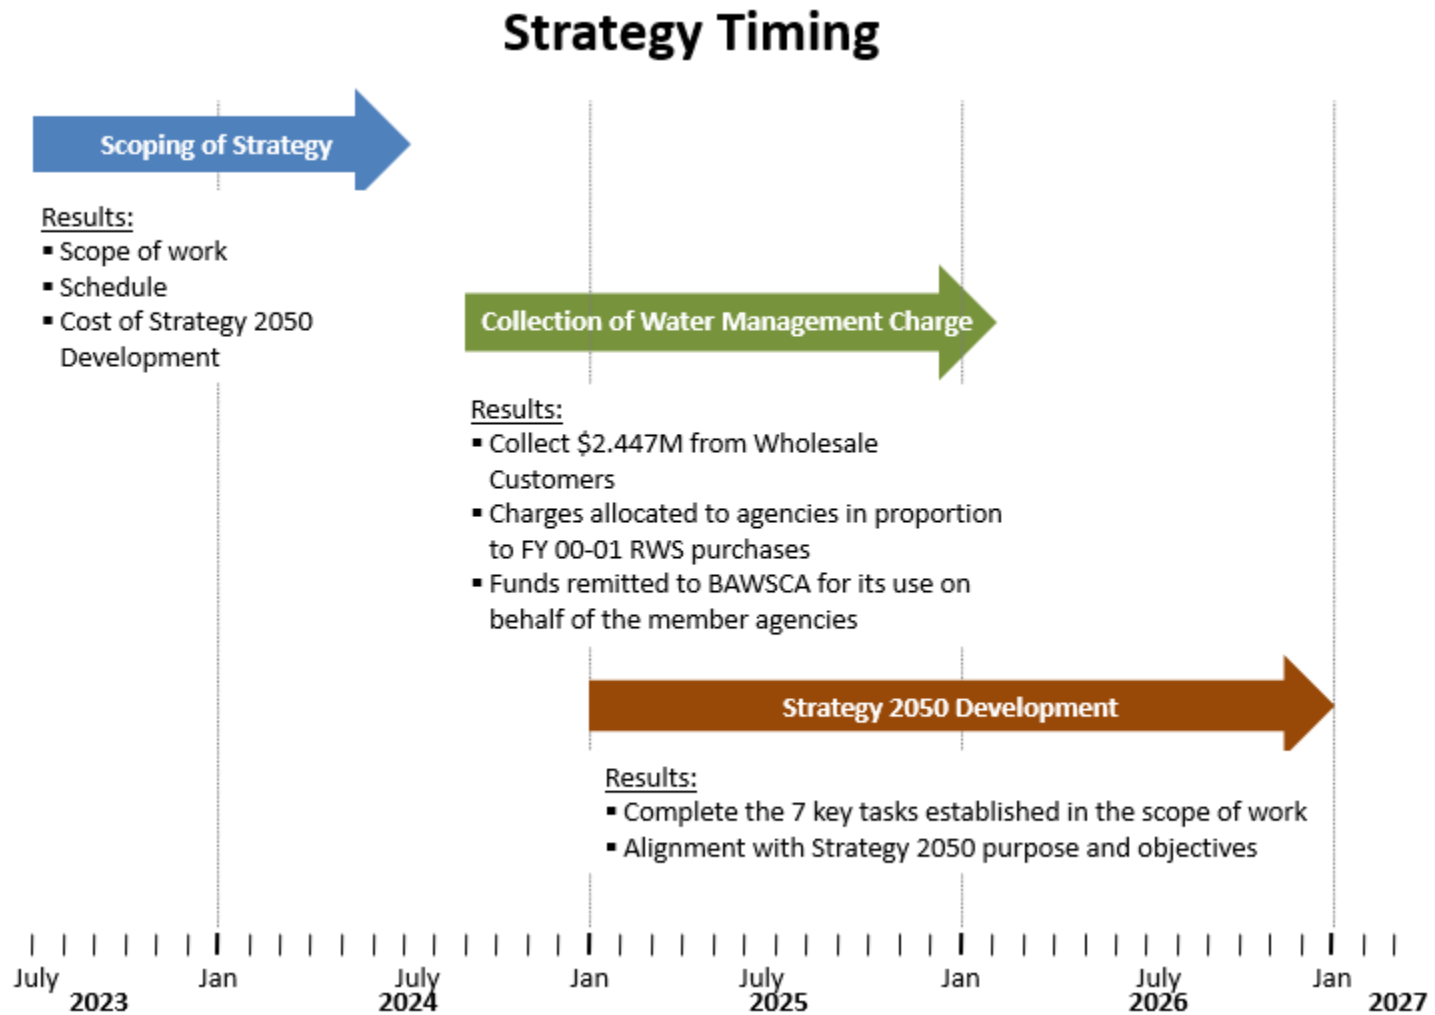 Strategy Timing
Scoping of Strategy
Results:
▪ Scope of work
▪ Schedule
▪ Cost of Strategy 2050
Development
Collection of Water Management Charge
Results:
▪ Collect $2.447M from Wholesale
Customers
▪ Charges allocated to agencies in proportion
to FY 00-01 RWS purchases
▪ Funds remitted to BAWSCA for its use on
behalf of the member agencies
Strategy 2050 Development
Results:
▪ Complete the 7 key tasks established in the scope of work
▪ Alignment with Strategy 2050 purpose and objectives
July Jan July Jan July Jan July Jan
2023 2024 2025 2026 2027